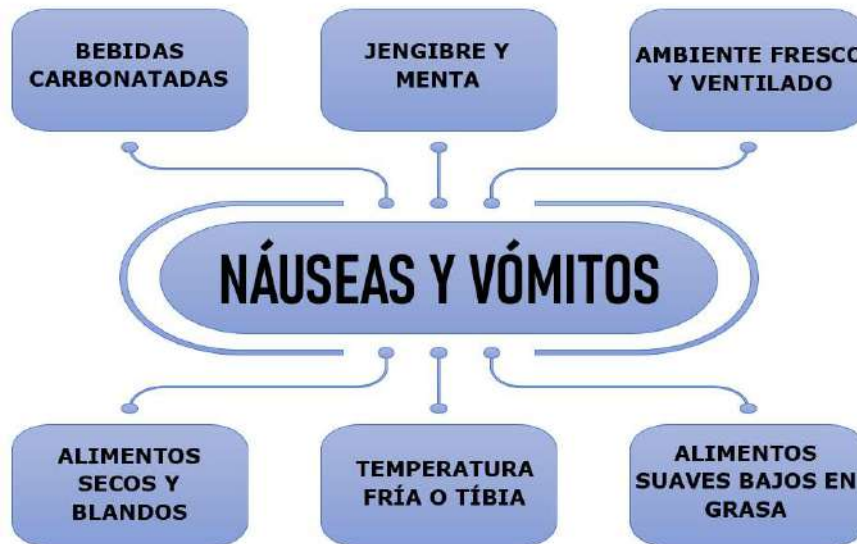 BEBIDAS
CARBONATADAS
JENGIBRE Y
MENTA
AMBIENTE FRESCO
Y VENTILADO
NÁUSEAS Y VÓMITOS
ALIMENTOS
SECOS Y
BLANDOS
TEMPERATURA
FRÍA O TÍBIA
ALIMENTOS
SUAVES BAJOS EN
GRASA